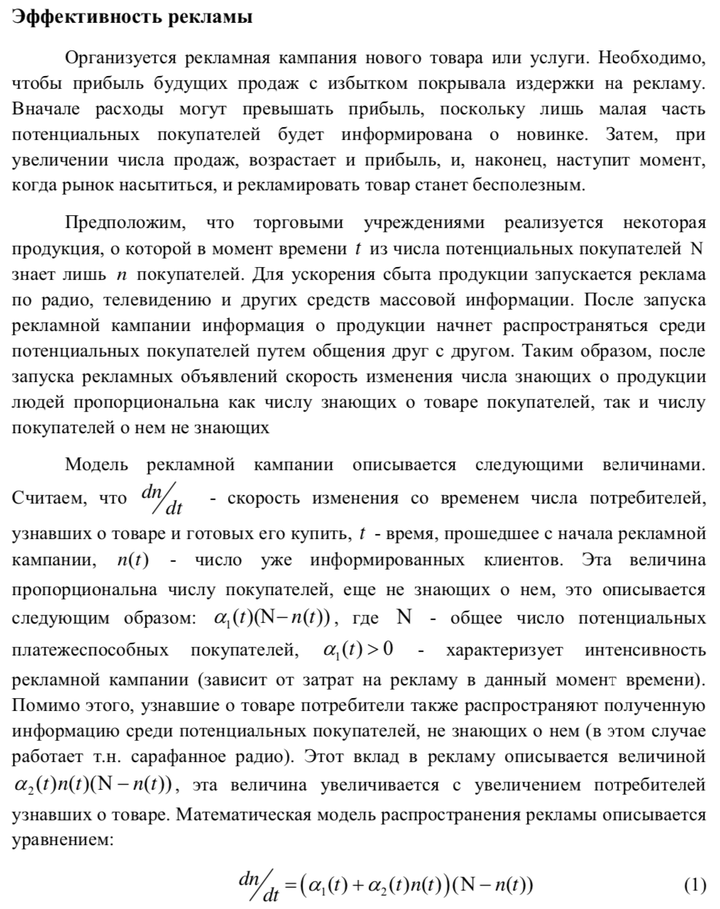 Эффективность рекламы
Организуется рекламная кампания нового товара или услуги. Необходимо,
чтобы прибыль будущих продаж с избытком покрывала издержки на рекламу.
Вначале расходы могут превышать прибыль, поскольку лишь малая часть
потенциальных покупателей будет информирована о новинке. Затем, при
увеличении числа продаж, возрастает и прибыль, и, наконец, наступит момент,
когда рынок насытиться, и рекламировать товар станет бесполезным.
Предположим, что торговыми учреждениями реализуется некоторая
продукция, о которой в момент времени t из числа потенциальных покупателей N
знает лишь n покупателей. Для ускорения сбыта продукции запускается реклама
по радио, телевидению и других средств массовой информации. После запуска
рекламной кампании информация о продукции начнет распространяться среди
потенциальных покупателей путем общения друг с другом. Таким образом, после
запуска рекламных объявлений скорость изменения числа знающих о продукции
людей пропорциональна как числу знающих о товаре покупателей, так и числу
покупателей о нем не знающих
Модель рекламной кампании описывается следующими величинами.
Считаем, что dn/dt - скорость изменения со временем числа потребителей,
узнавших о товаре и готовых его купить, t - время, прошедшее с начала рекламной
кампании, n(t) - число уже информированных клиентов. Эта величина
пропорциональна числу покупателей, еще не знающих о нем, это описывается
следующим образом: α₁(t)(N− n(t)), где N - общее число потенциальных
платежеспособных покупателей, α₁(t) > 0 - характеризует интенсивность
рекламной кампании (зависит от затрат на рекламу в данный момент времени).
Помимо этого, узнавшие о товаре потребители также распространяют полученную
информацию среди потенциальных покупателей, не знающих о нем (в этом случае
работает т.н. сарафанное радио). Этот вклад в рекламу описывается величиной
α₂(t)n(t)(N − n(t)), эта величина увеличивается с увеличением потребителей
узнавших о товаре. Математическая модель распространения рекламы описывается
уравнением:
dn/dt = (α₁(t) + α₂(t)n(t))(N − n(t)) (1)